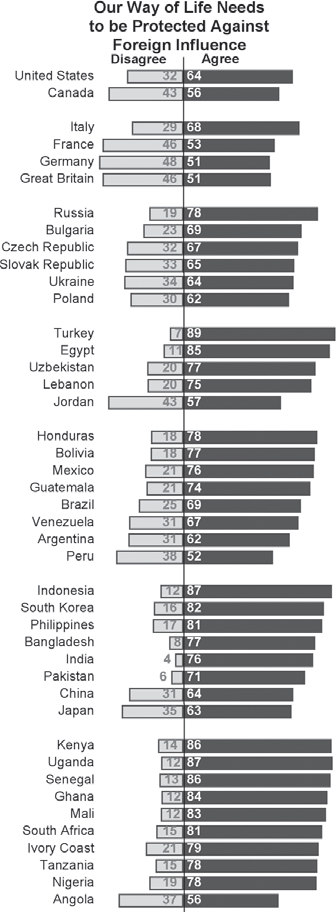 Our Way of Life Needs
to be Protected Against
Foreign Influence
Disagree Agree
United States 32 64
Canada 43 56
Italy 29 68
France 46 53
Germany 48 51
Great Britain 46 51
Russia 19 78
Bulgaria 23 69
Czech Republic 32 67
Slovak Republic 33 65
Ukraine 34 64
Poland 30 62
Turkey 7 89
Egypt 11 85
Uzbekistan 20 77
Lebanon 20 75
Jordan 43 57
Honduras 18 78
Bolivia 18 77
Mexico 21 76
Guatemala 21 74
Brazil 25 69
Venezuela 31 67
Argentina 31 62
Peru 38 52
Indonesia 12 87
South Korea 16 82
Philippines 17 81
Bangladesh 8 77
India 4 76
Pakistan 6 71
China 31 64
Japan 35 63
Kenya 14 86
Uganda 12 87
Senegal 13 86
Ghana 12 84
Mali 12 83
South Africa 15 81
Ivory Coast 21 79
Tanzania 15 78
Nigeria 19 78
Angola 37 56